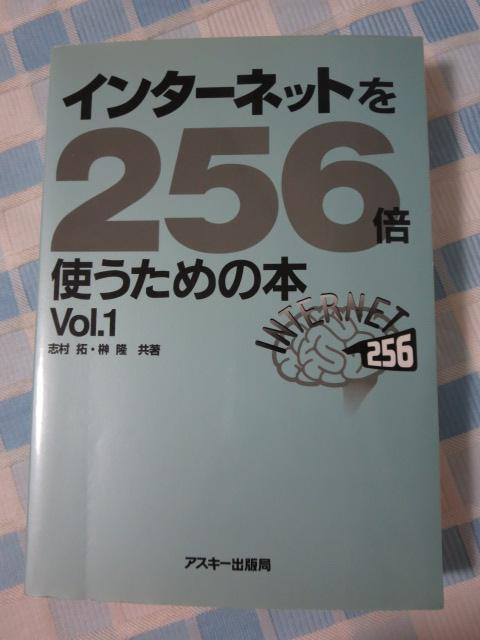 インターネットを
256倍
使うための本
Vol.1
志村 拓・榊 隆 共著
INTERNET
256
アスキー出版局